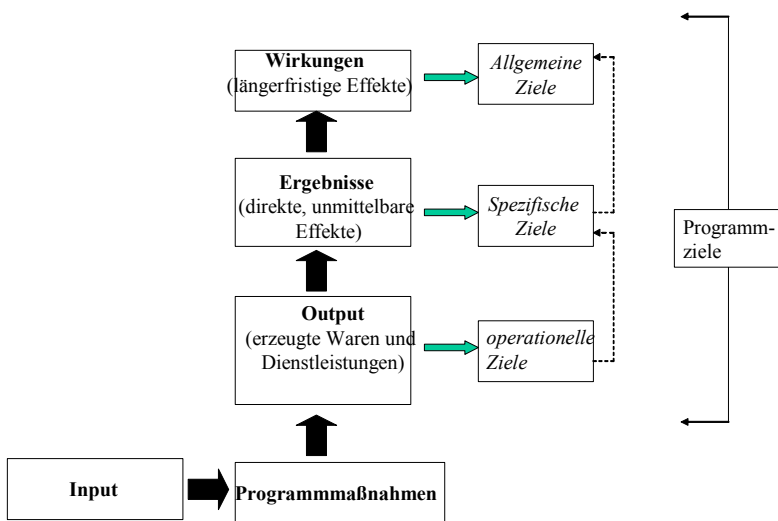 Wirkungen
(längerfristige Effekte)
Allgemeine
Ziele
Ergebnisse
(direkte, unmittelbare
Effekte)
Spezifische
Ziele
Programm-
ziele
Output
(erzeugte Waren und
Dienstleistungen)
operationelle
Ziele
Input
Programmmaßnahmen